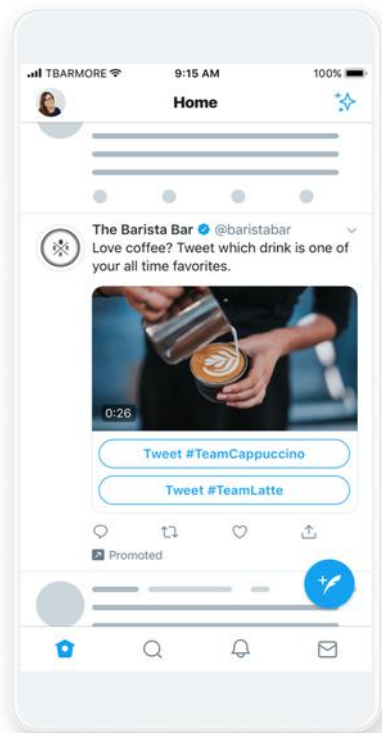 TBARMORE 9:15 AM 100%
Home
The Barista Bar @baristabar
Love coffee? Tweet which drink is one of
your all time favorites.
0:26
Tweet #TeamCappuccino
Tweet #TeamLatte
Promoted